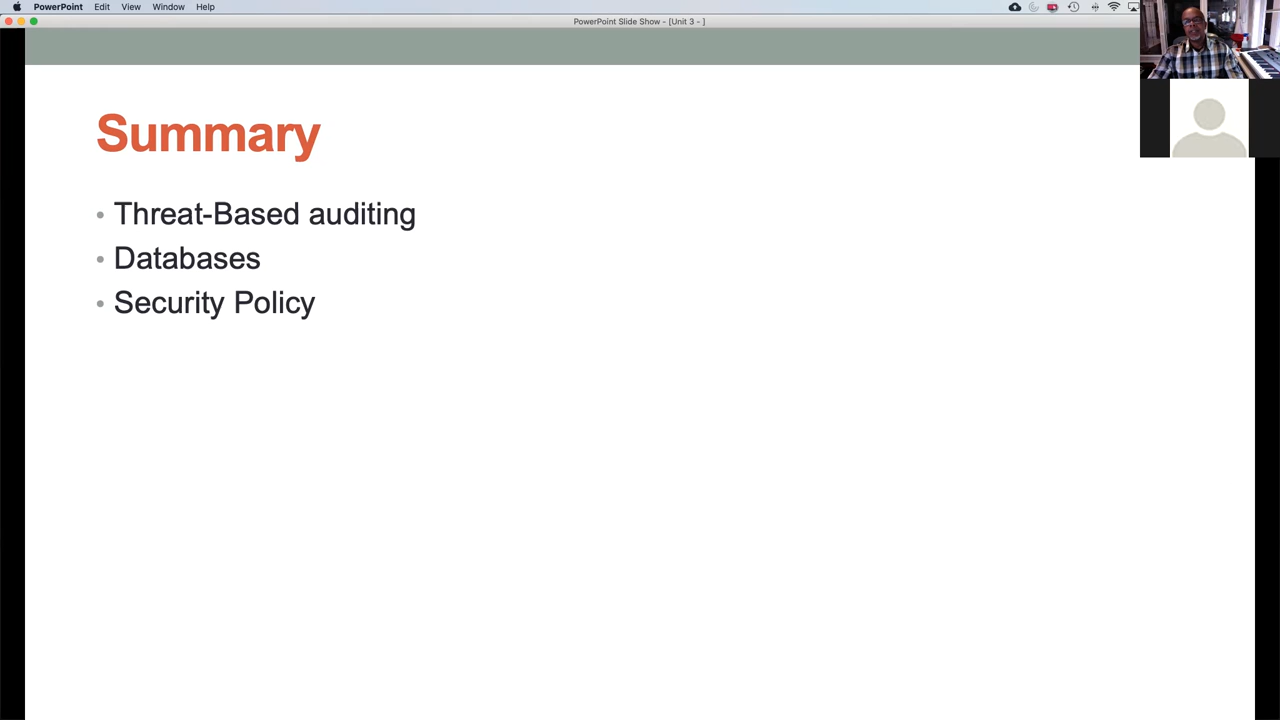 PowerPoint Edit View Window Help
PowerPoint Slide Show - [Unit 3 - ]
Summary
• Threat-Based auditing
• Databases
• Security Policy